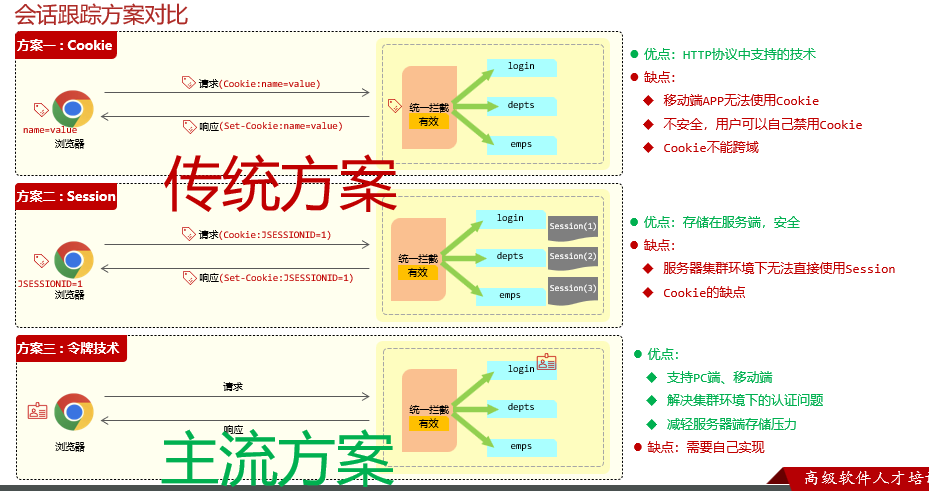 会话跟踪方案对比
方案一：Cookie
请求(Cookie:name=value)
响应(Set-Cookie:name=value)
name=value
浏览器
统一拦截
有效
login
depts
emps
优点：HTTP协议中支持的技术
缺点：
移动端APP无法使用Cookie
不安全，用户可以自己禁用Cookie
Cookie不能跨域
传统方案
方案二：Session
请求(Cookie:JSESSIONID=1)
响应(Set-Cookie:JSESSIONID=1)
JSESSIONID=1
浏览器
统一拦截
有效
login
depts
emps
Session(1)
Session(2)
Session(3)
优点：存储在服务端，安全
缺点：
服务器集群环境下无法直接使用Session
Cookie的缺点
方案三：令牌技术
请求
响应
浏览器
统一拦截
有效
login
depts
emps
优点：
支持PC端、移动端
解决集群环境下的认证问题
减轻服务器端存储压力
缺点：需要自己实现
主流方案
高级软件人才培